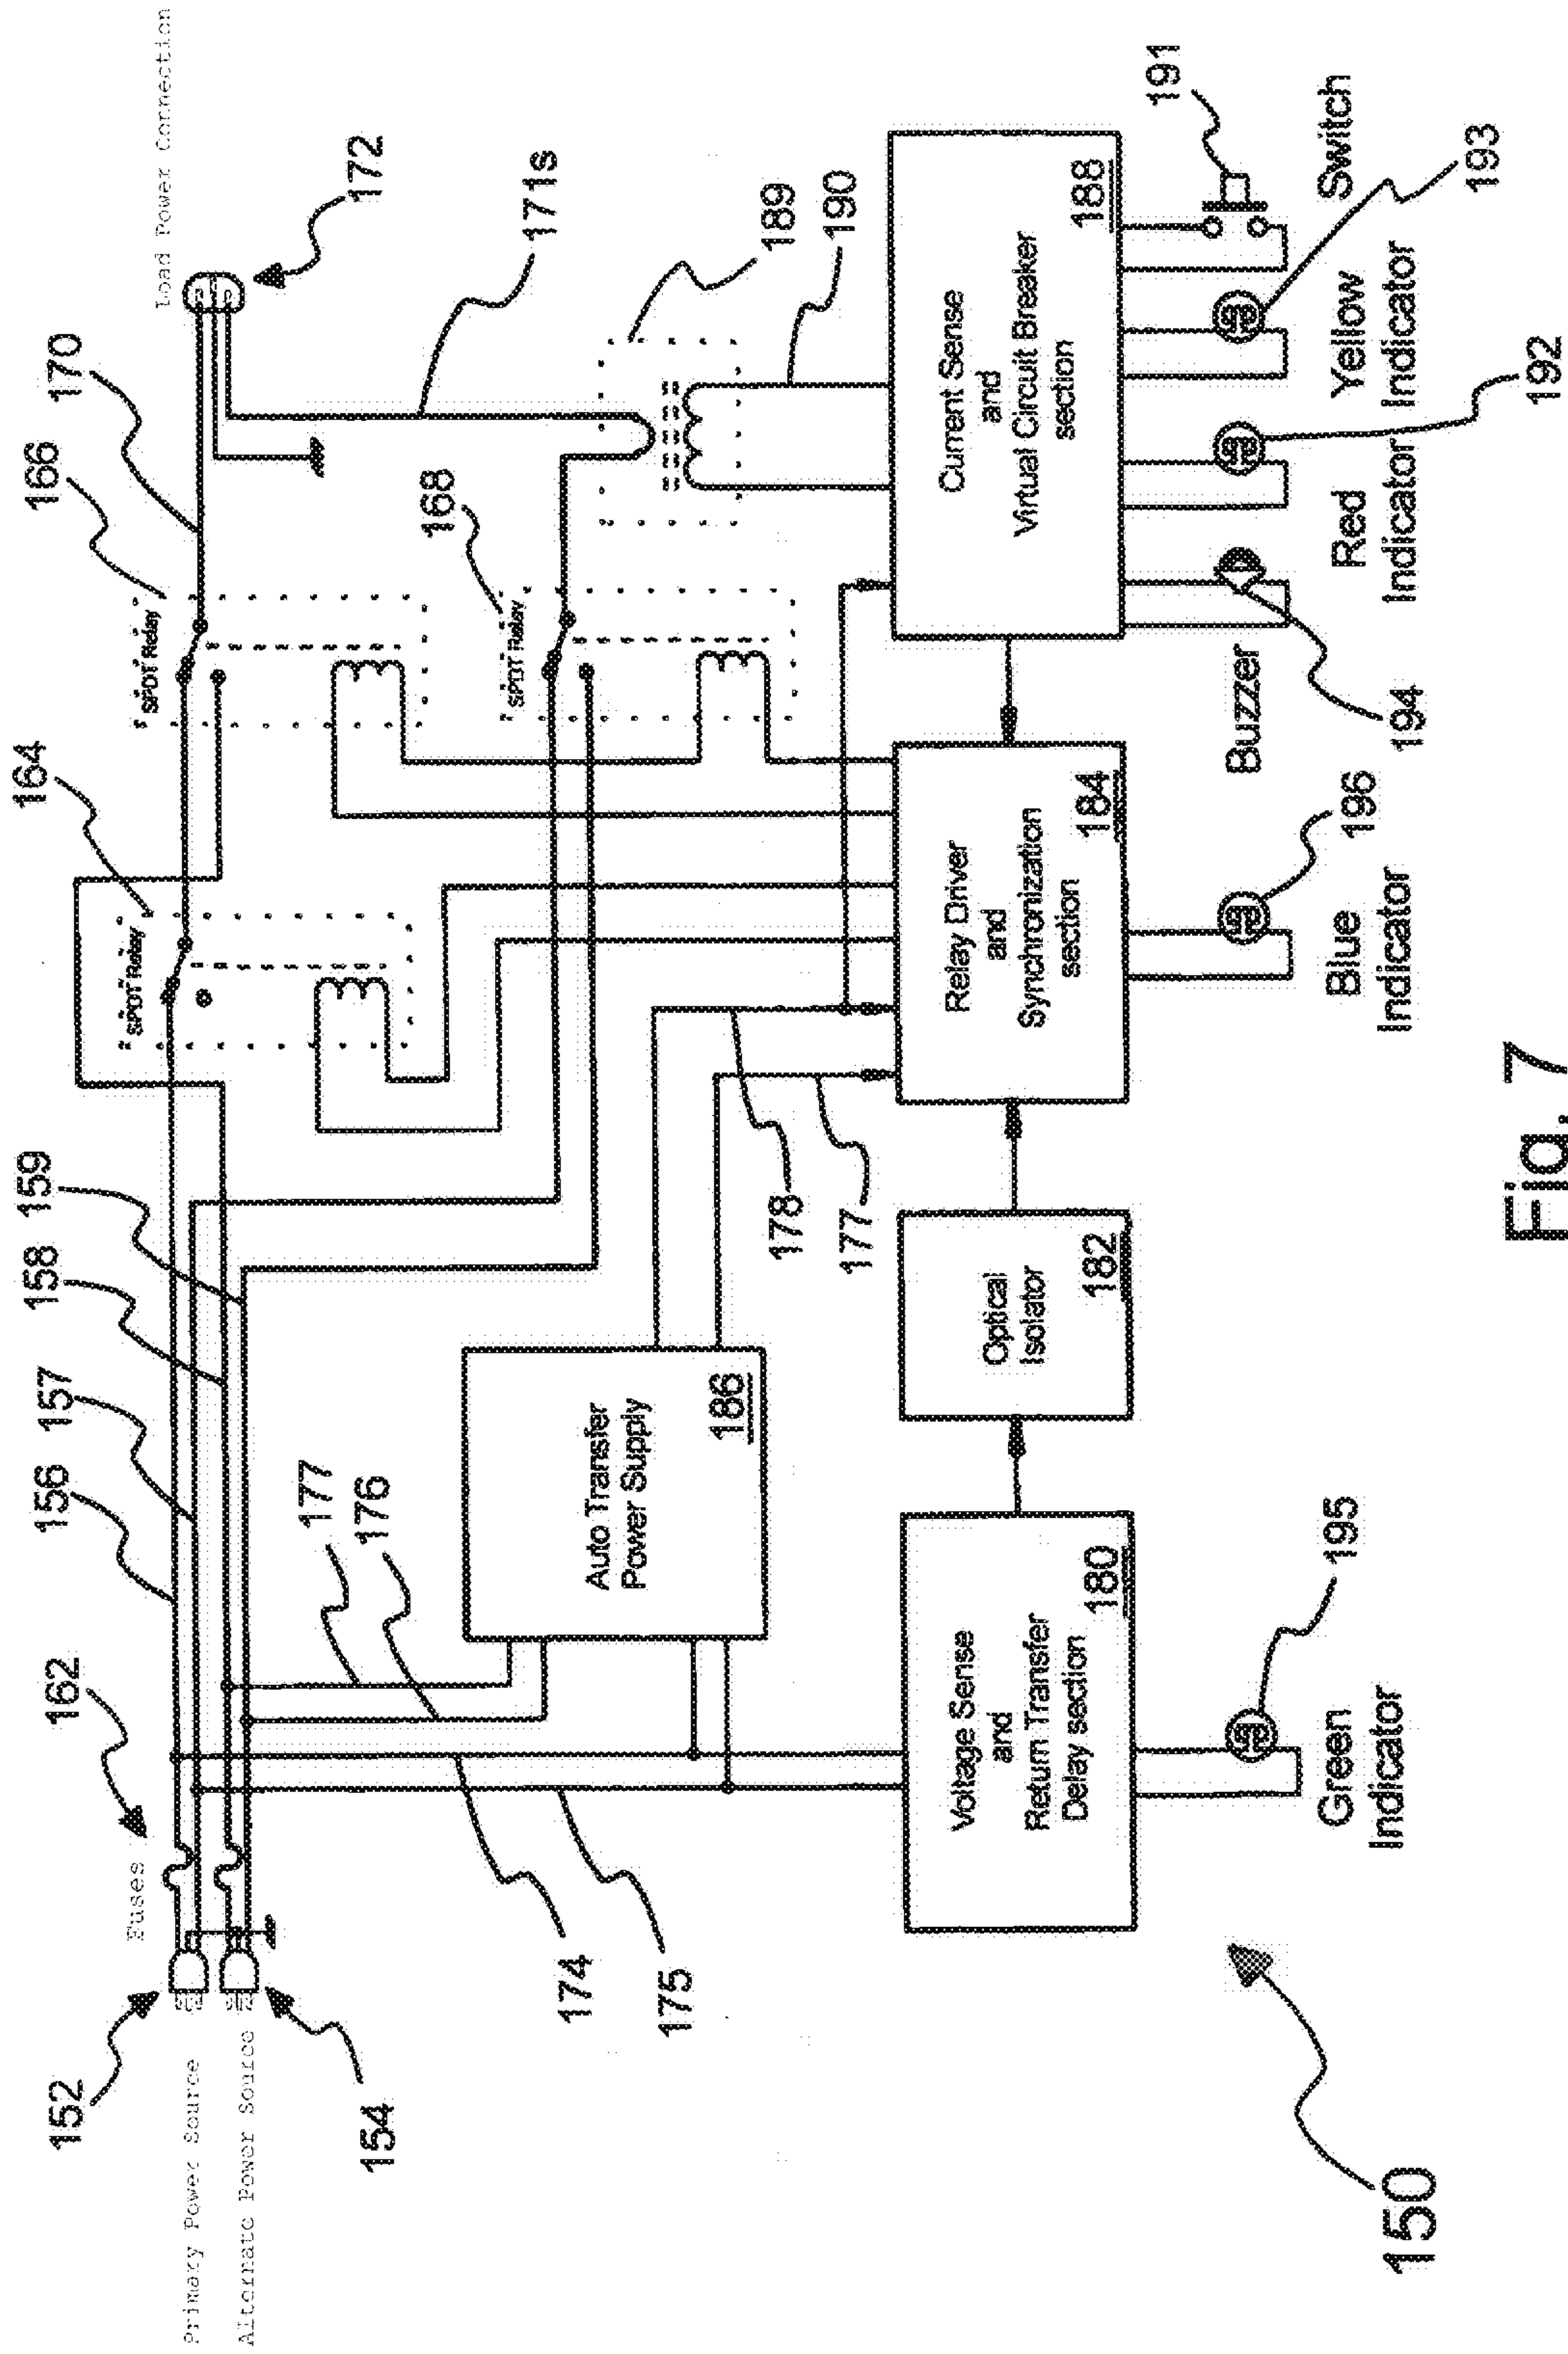 Primary Power Source
Alternate Power Source
152
154
Fuses
162
156
157
158
159
164
166
170
Load Power Connection
172
"SPDT Relay
"SPDT Relay
"SPDT Relay
168
171s
189
190
177
176
174
175
Auto Transfer
Power Supply
186
178
177
Voltage Sense
and
Return Transfer
Delay section
180
Optical
Isolator
182
Relay Driver
and
Synchronization
section
184
Current Sense
and
Virtual Circuit Breaker
section
188
195
Green
Indicator
196
Blue
Indicator
194
Buzzer
Red
Indicator
192
Yellow
Indicator
193
Switch
191
150
Fig. 7